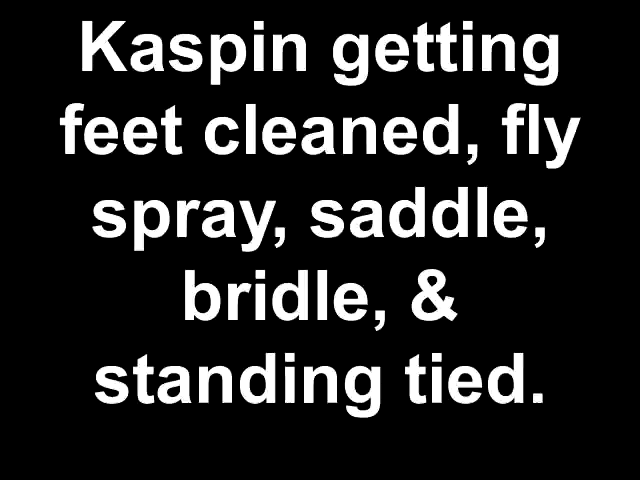 Kaspin getting
feet cleaned, fly
spray, saddle,
bridle, &
standing tied.